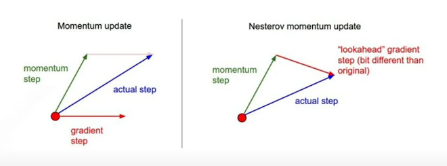 Momentum update
momentum
step
actual step
gradient
step
Nesterov momentum update
momentum
step
"lookahead" gradient
step (bit different than
original)
actual step